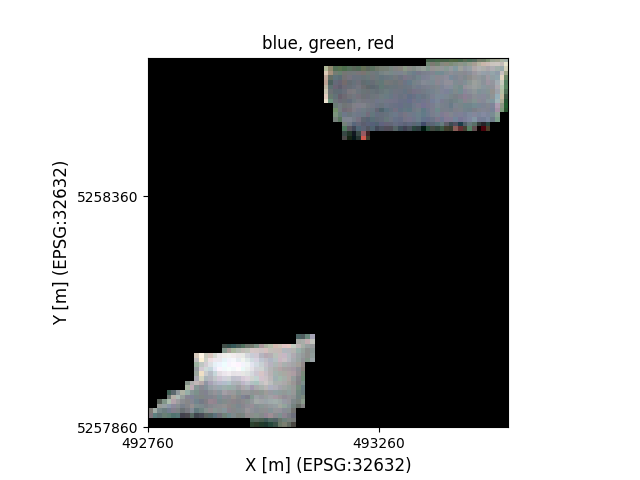 blue, green, red
Y [m] (EPSG:32632)
5258360
5257860
492760
493260
X [m] (EPSG:32632)